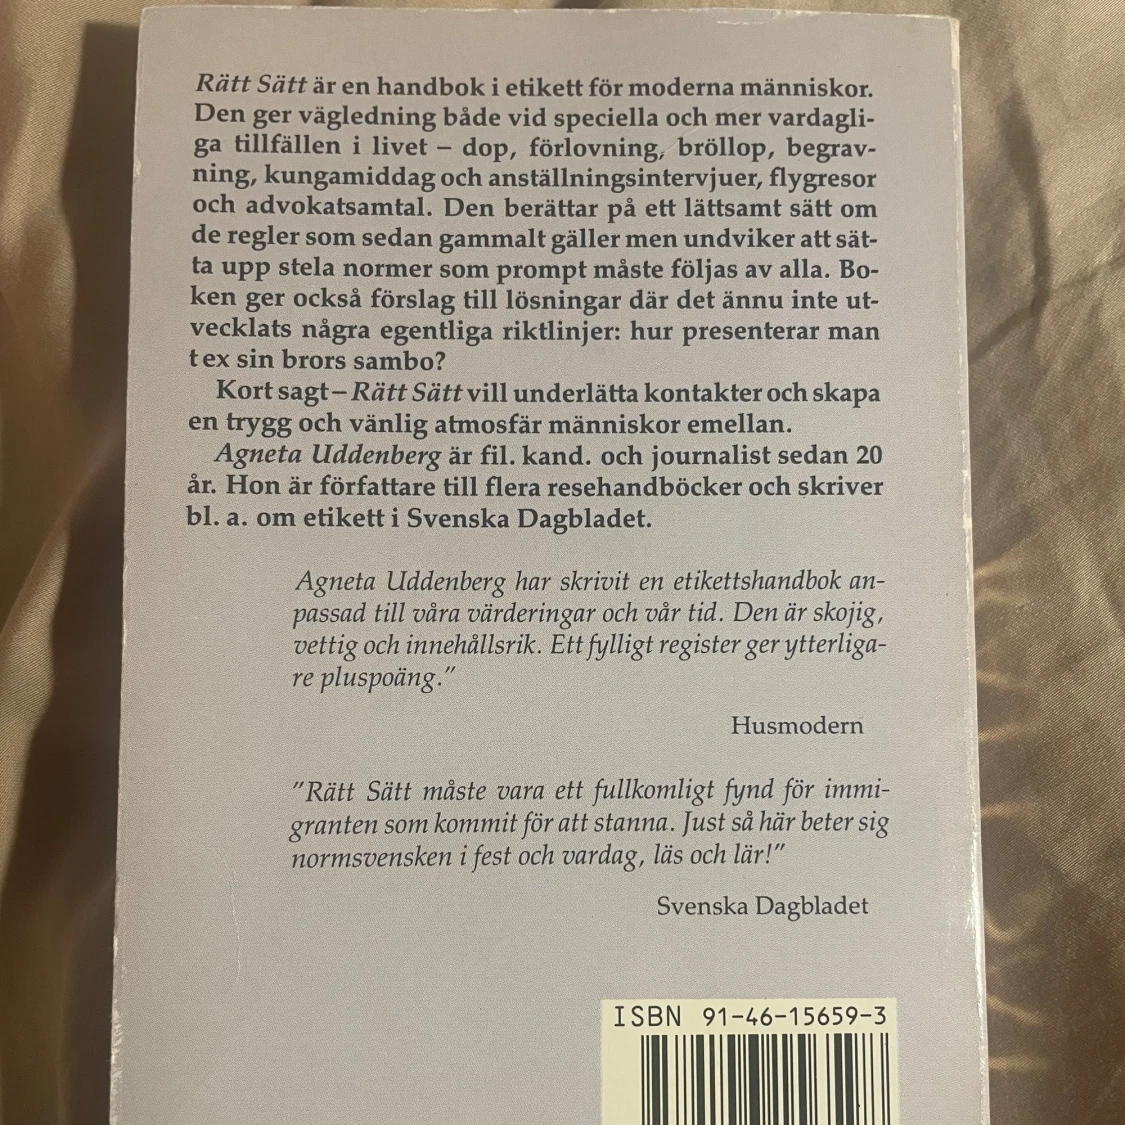 Rätt Sätt är en handbok i etikett för moderna människor.
Den ger vägledning både vid speciella och mer vardagli-
ga tillfällen i livet – dop, förlovning, bröllop, begrav-
ning, kungamiddag och anställningsintervjuer, flygresor
och advokatsamtal. Den berättar på ett lättsamt sätt om
de regler som sedan gammalt gäller men undviker att sät-
ta upp stela normer som prompt måste följas av alla. Bo-
ken ger också förslag till lösningar där det ännu inte ut-
vecklats några egentliga riktlinjer: hur presenterar man
t ex sin brors sambo?
Kort sagt – Rätt Sätt vill underlätta kontakter och skapa
en trygg och vänlig atmosfär människor emellan.
Agneta Uddenberg är fil. kand. och journalist sedan 20
år. Hon är författare till flera resehandböcker och skriver
bl. a. om etikett i Svenska Dagbladet.
Agneta Uddenberg har skrivit en etikettshandbok an-
passad till våra värderingar och vår tid. Den är skojig,
vettig och innehållsrik. Ett fylligt register ger ytterliga-
re pluspoäng."
Husmodern
"Rätt Sätt måste vara ett fullkomligt fynd för immi-
granten som kommit för att stanna. Just så här beter sig
normsvensken i fest och vardag, läs och lär!"
Svenska Dagbladet
ISBN 91-46-15659-3